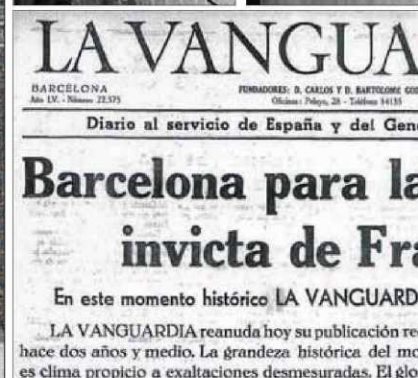 LA VANGUA
BARCELONA
Año LV. - Número 22.575
FUNDADORES: D. CARLOS Y D. BARTOLOMÉ GOD
Oficinas: Pelayo, 28 - Teléfono 14135
Diario al servicio de España y del Gen
Barcelona para la
invicta de Fra
En este momento histórico LA VANGUARD
LA VANGUARDIA reanuda hoy su publicación re
hace dos años y medio. La grandeza histórica del mo
es clima propicio a exaltaciones desmesuradas. El glo